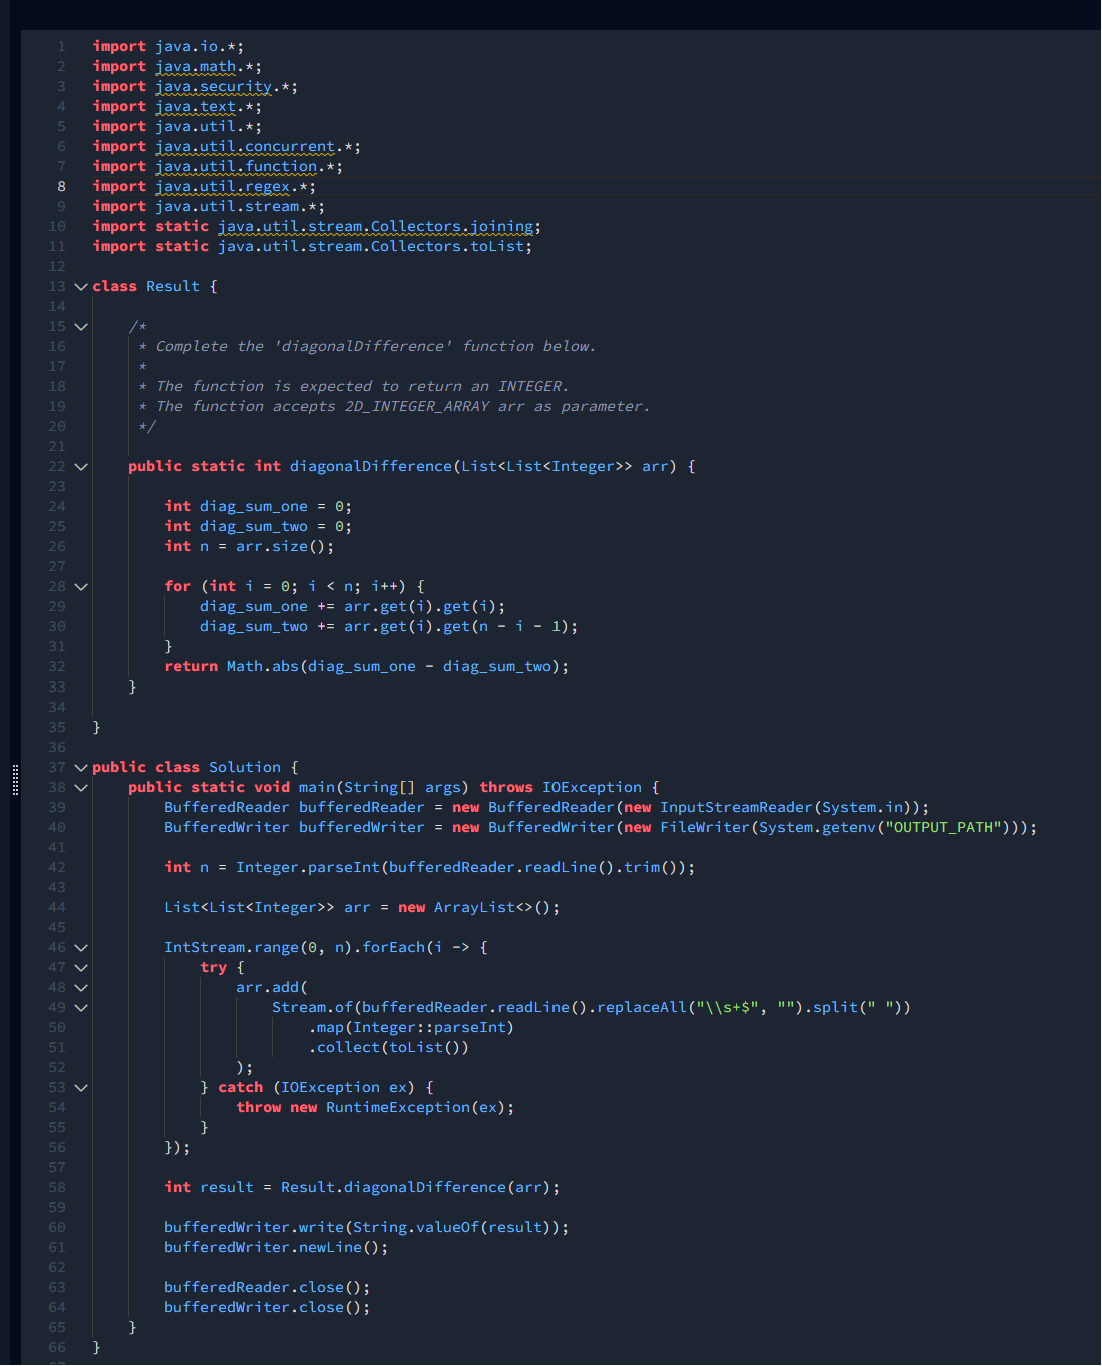 1 import java.io.*;
2 import java.math.*;
3 import java.security.*;
4 import java.text.*;
5 import java.util.*;
6 import java.util.concurrent.*;
7 import java.util.function.*;
8 import java.util.regex.*;
9 import java.util.stream.*;
10 import static java.util.stream.Collectors.joining;
11 import static java.util.stream.Collectors.toList;
12
13 class Result {
14
15     /*
16      * Complete the 'diagonalDifference' function below.
17      *
18      * The function is expected to return an INTEGER.
19      * The function accepts 2D_INTEGER_ARRAY arr as parameter.
20      */
21
22     public static int diagonalDifference(List<List<Integer>> arr) {
23
24         int diag_sum_one = 0;
25         int diag_sum_two = 0;
26         int n = arr.size();
27
28         for (int i = 0; i < n; i++) {
29             diag_sum_one += arr.get(i).get(i);
30             diag_sum_two += arr.get(i).get(n - i - 1);
31         }
32         return Math.abs(diag_sum_one - diag_sum_two);
33     }
34
35 }
36
37 public class Solution {
38     public static void main(String[] args) throws IOException {
39         BufferedReader bufferedReader = new BufferedReader(new InputStreamReader(System.in));
40         BufferedWriter bufferedWriter = new BufferedWriter(new FileWriter(System.getenv("OUTPUT_PATH")));
41
42         int n = Integer.parseInt(bufferedReader.readLine().trim());
43
44         List<List<Integer>> arr = new ArrayList<>();
45
46         IntStream.range(0, n).forEach(i -> {
47             try {
48                 arr.add(
49                     Stream.of(bufferedReader.readLine().replaceAll("\\s+$", "").split(" "))
50                         .map(Integer::parseInt)
51                         .collect(toList())
52                 );
53             } catch (IOException ex) {
54                 throw new RuntimeException(ex);
55             }
56         });
57
58         int result = Result.diagonalDifference(arr);
59
60         bufferedWriter.write(String.valueOf(result));
61         bufferedWriter.newLine();
62
63         bufferedReader.close();
64         bufferedWriter.close();
65     }
66 }